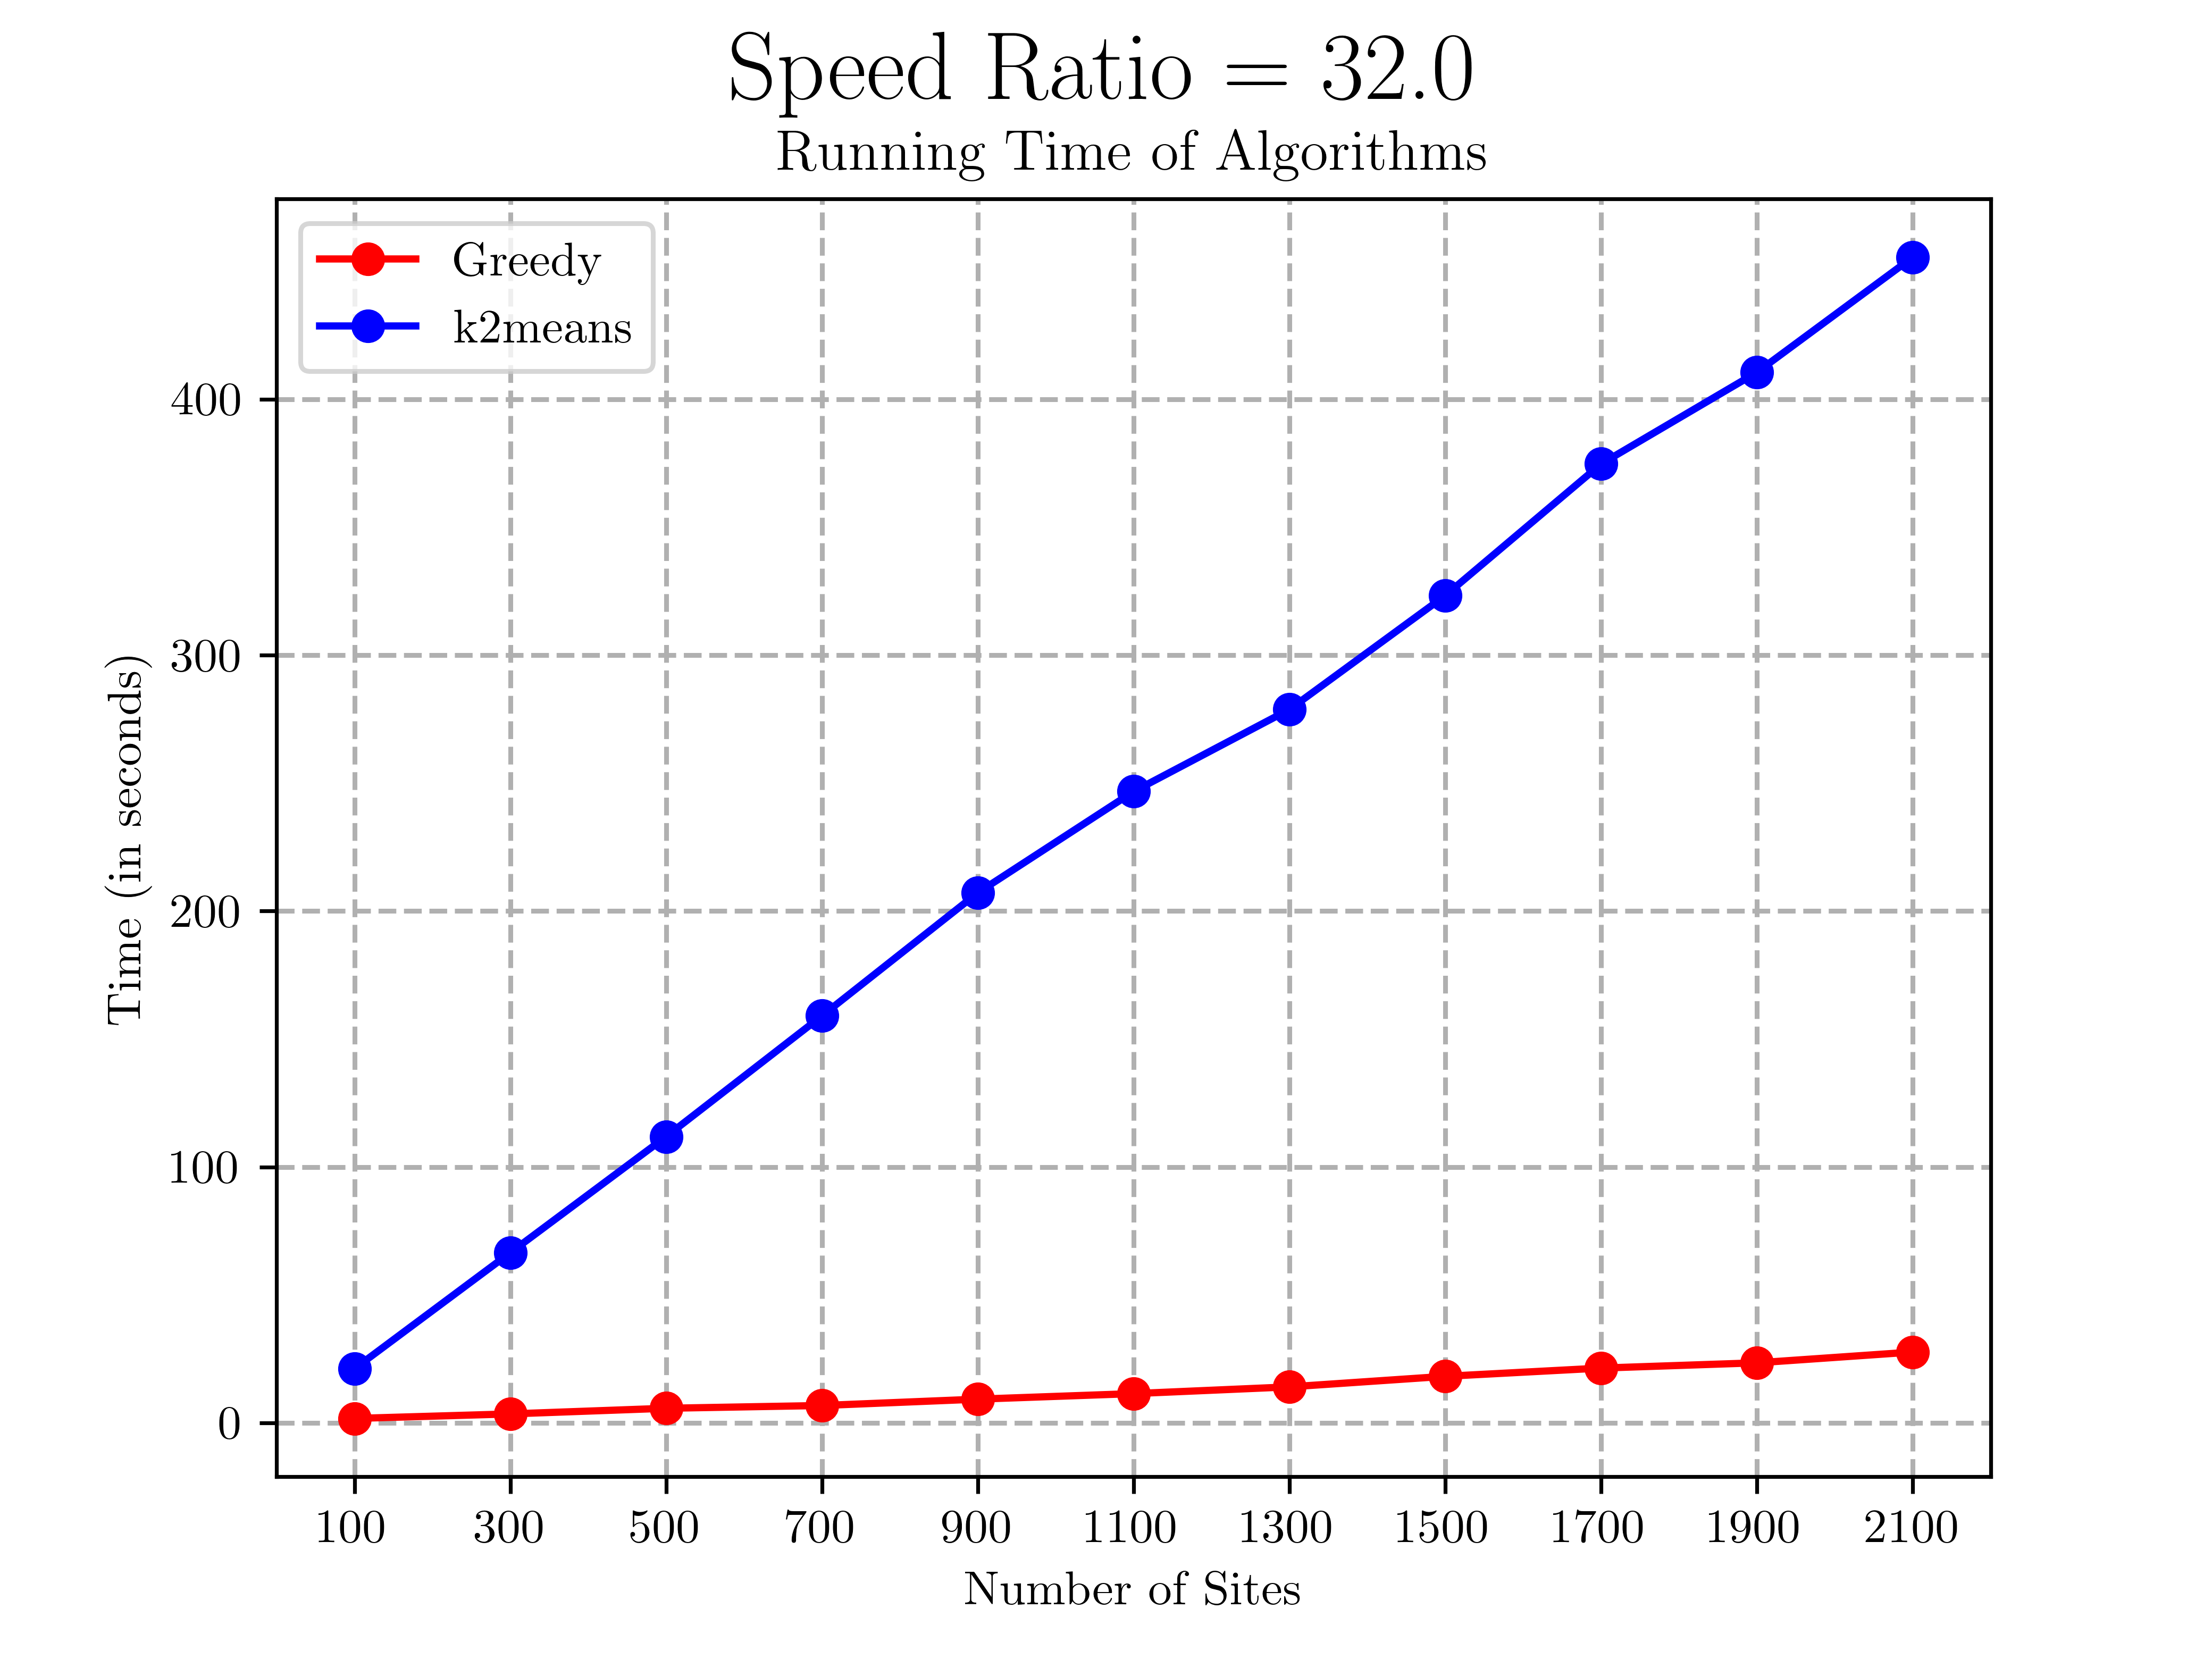 Speed Ratio = 32.0
Running Time of Algorithms
Greedy
k2means
Time (in seconds)
400
300
200
100
0
100 300 500 700 900 1100 1300 1500 1700 1900 2100
Number of Sites